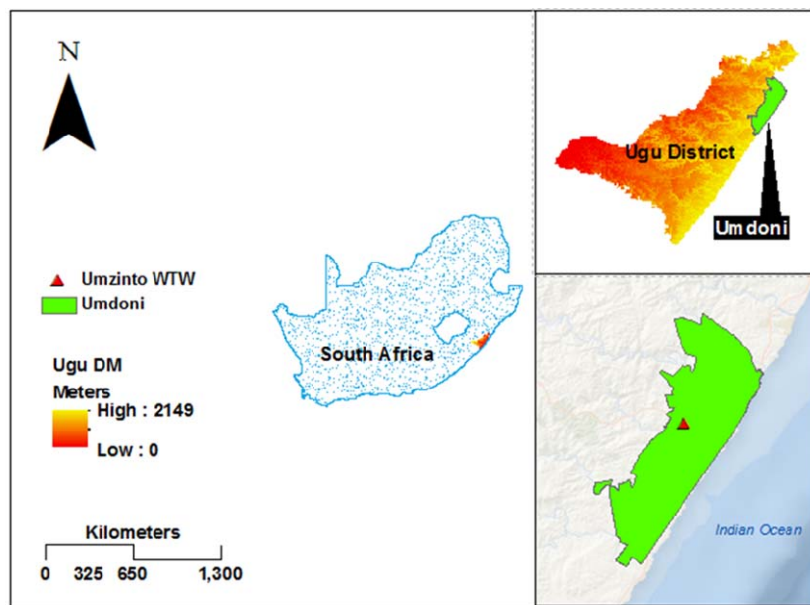 N
Umzinto WTW
Umdoni
Ugu DM
Meters
High : 2149
Low : 0
Kilometers
0 325 650 1,300
South Africa
Ugu District
Umdoni
Indian Ocean